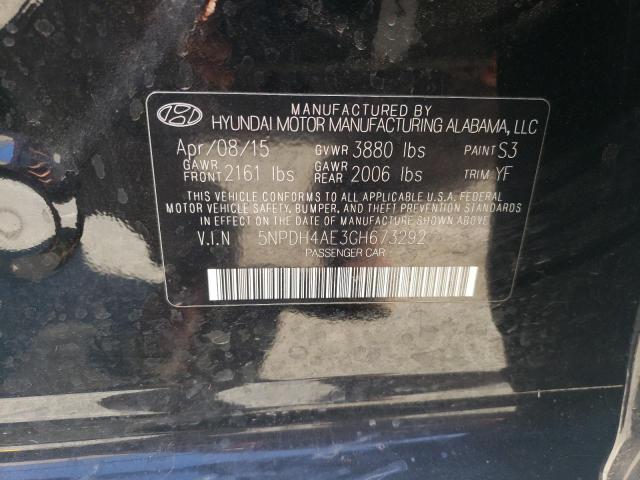 MANUFACTURED BY
HYUNDAI MOTOR MANUFACTURING ALABAMA, LLC
Apr/08/15 GVWR 3880 lbs PAINT S3
GAWR FRONT 2161 lbs GAWR REAR 2006 lbs TRIM YF
THIS VEHICLE CONFORMS TO ALL APPLICABLE U.S.A. FEDERAL
MOTOR VEHICLE SAFETY, BUMPER, AND THEFT PREVENTION STANDARDS
IN EFFECT ON THE DATE OF MANUFACTURE SHOWN ABOVE.
V.I.N 5NPDH4AE3GH673292
PASSENGER CAR